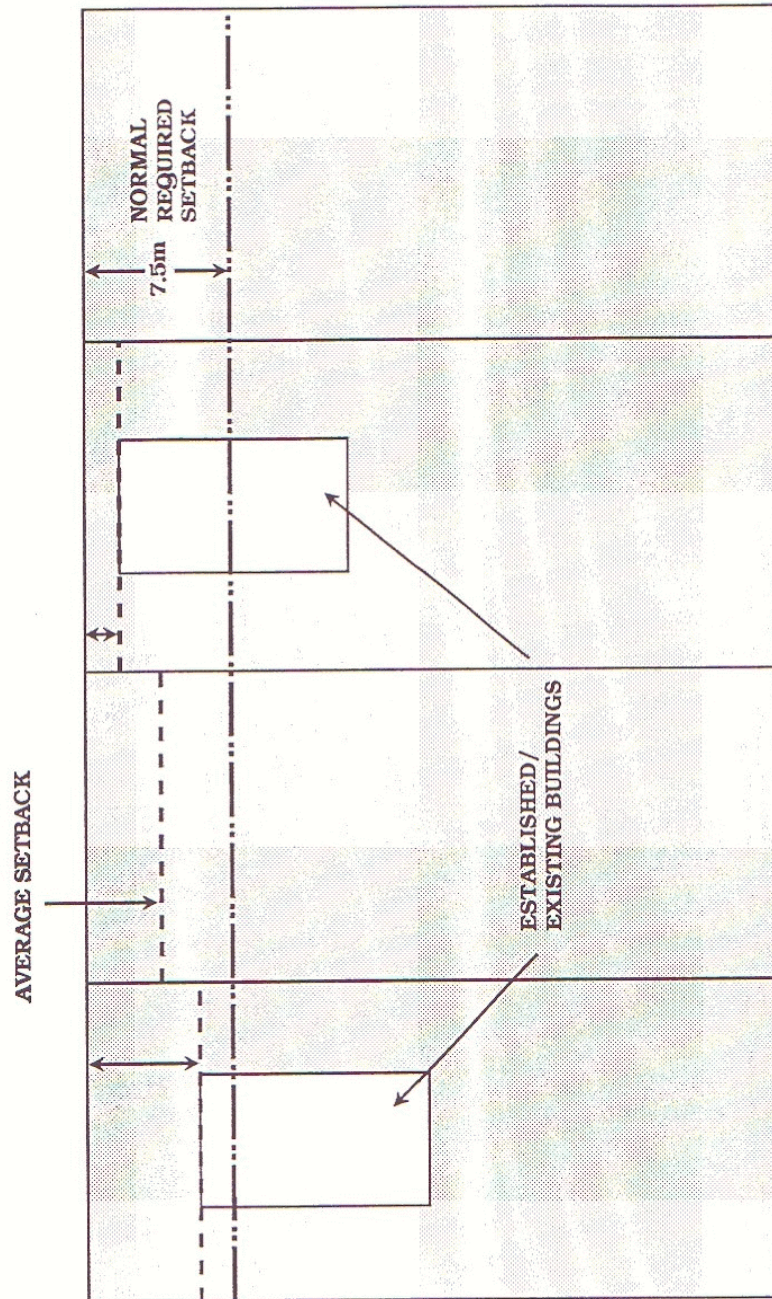 AVERAGE SETBACK
ESTABLISHED/
EXISTING BUILDINGS
7.5m
NORMAL
REQUIRED
SETBACK